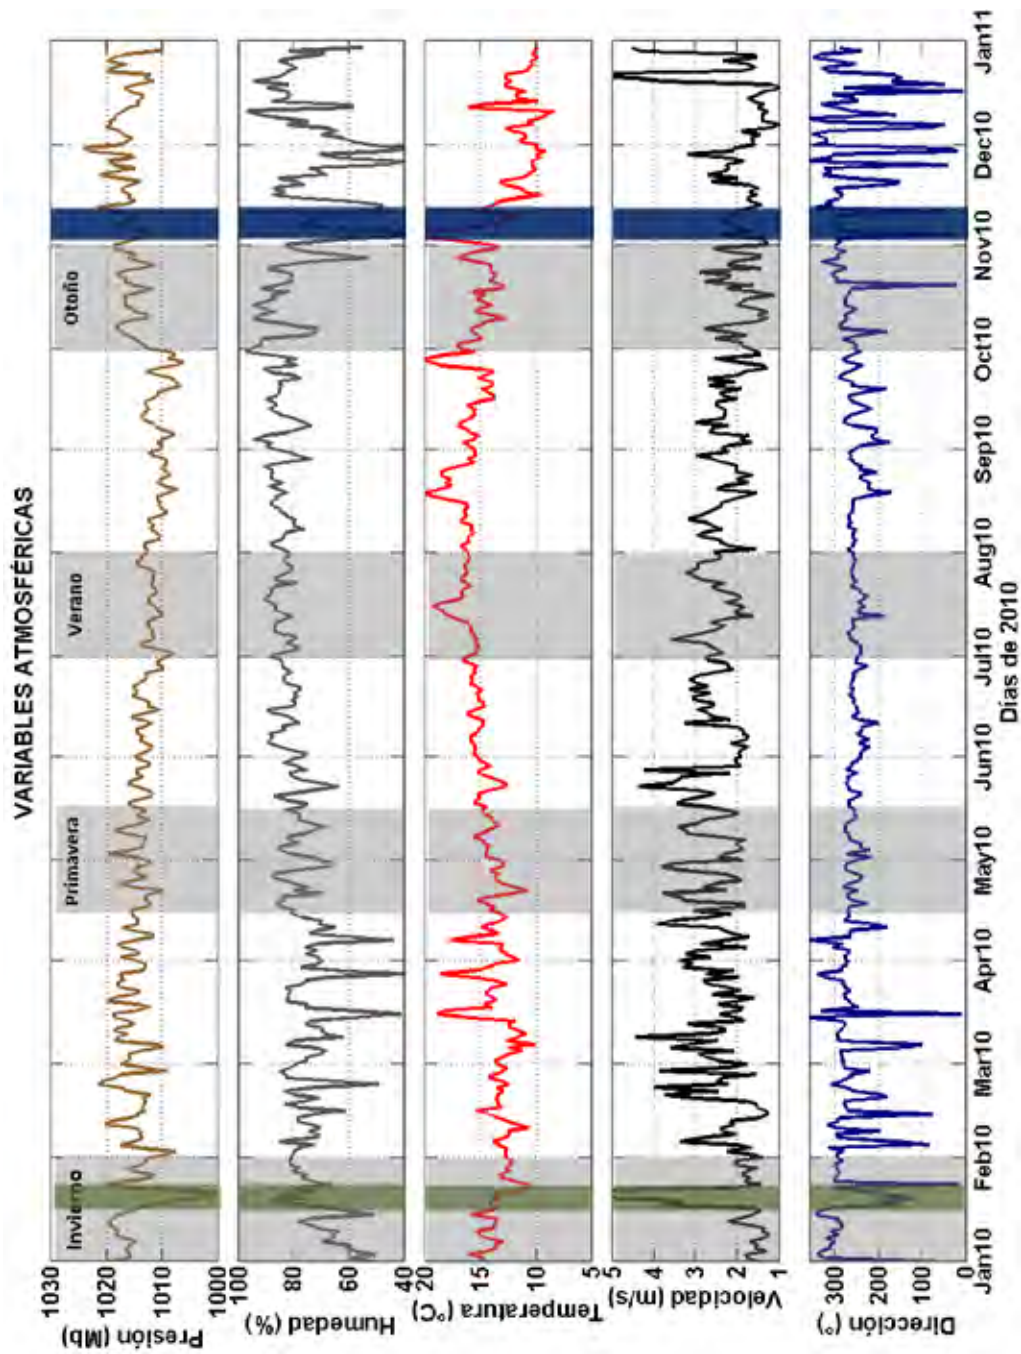 VARIABLES ATMOSFÉRICAS
Invierno
Primavera
Verano
Otoño
1030
1020
1010
1000
Presión (Mb)
100
80
60
40
Humedad (%)
20
15
10
5
Temperatura (°C)
5
4
3
2
1
Velocidad (m/s)
300
200
100
0
Dirección (°)
Jan10 Feb10 Mar10 Apr10 May10 Jun10 Jul10 Aug10 Sep10 Oct10 Nov10 Dec10 Jan11
Días de 2010